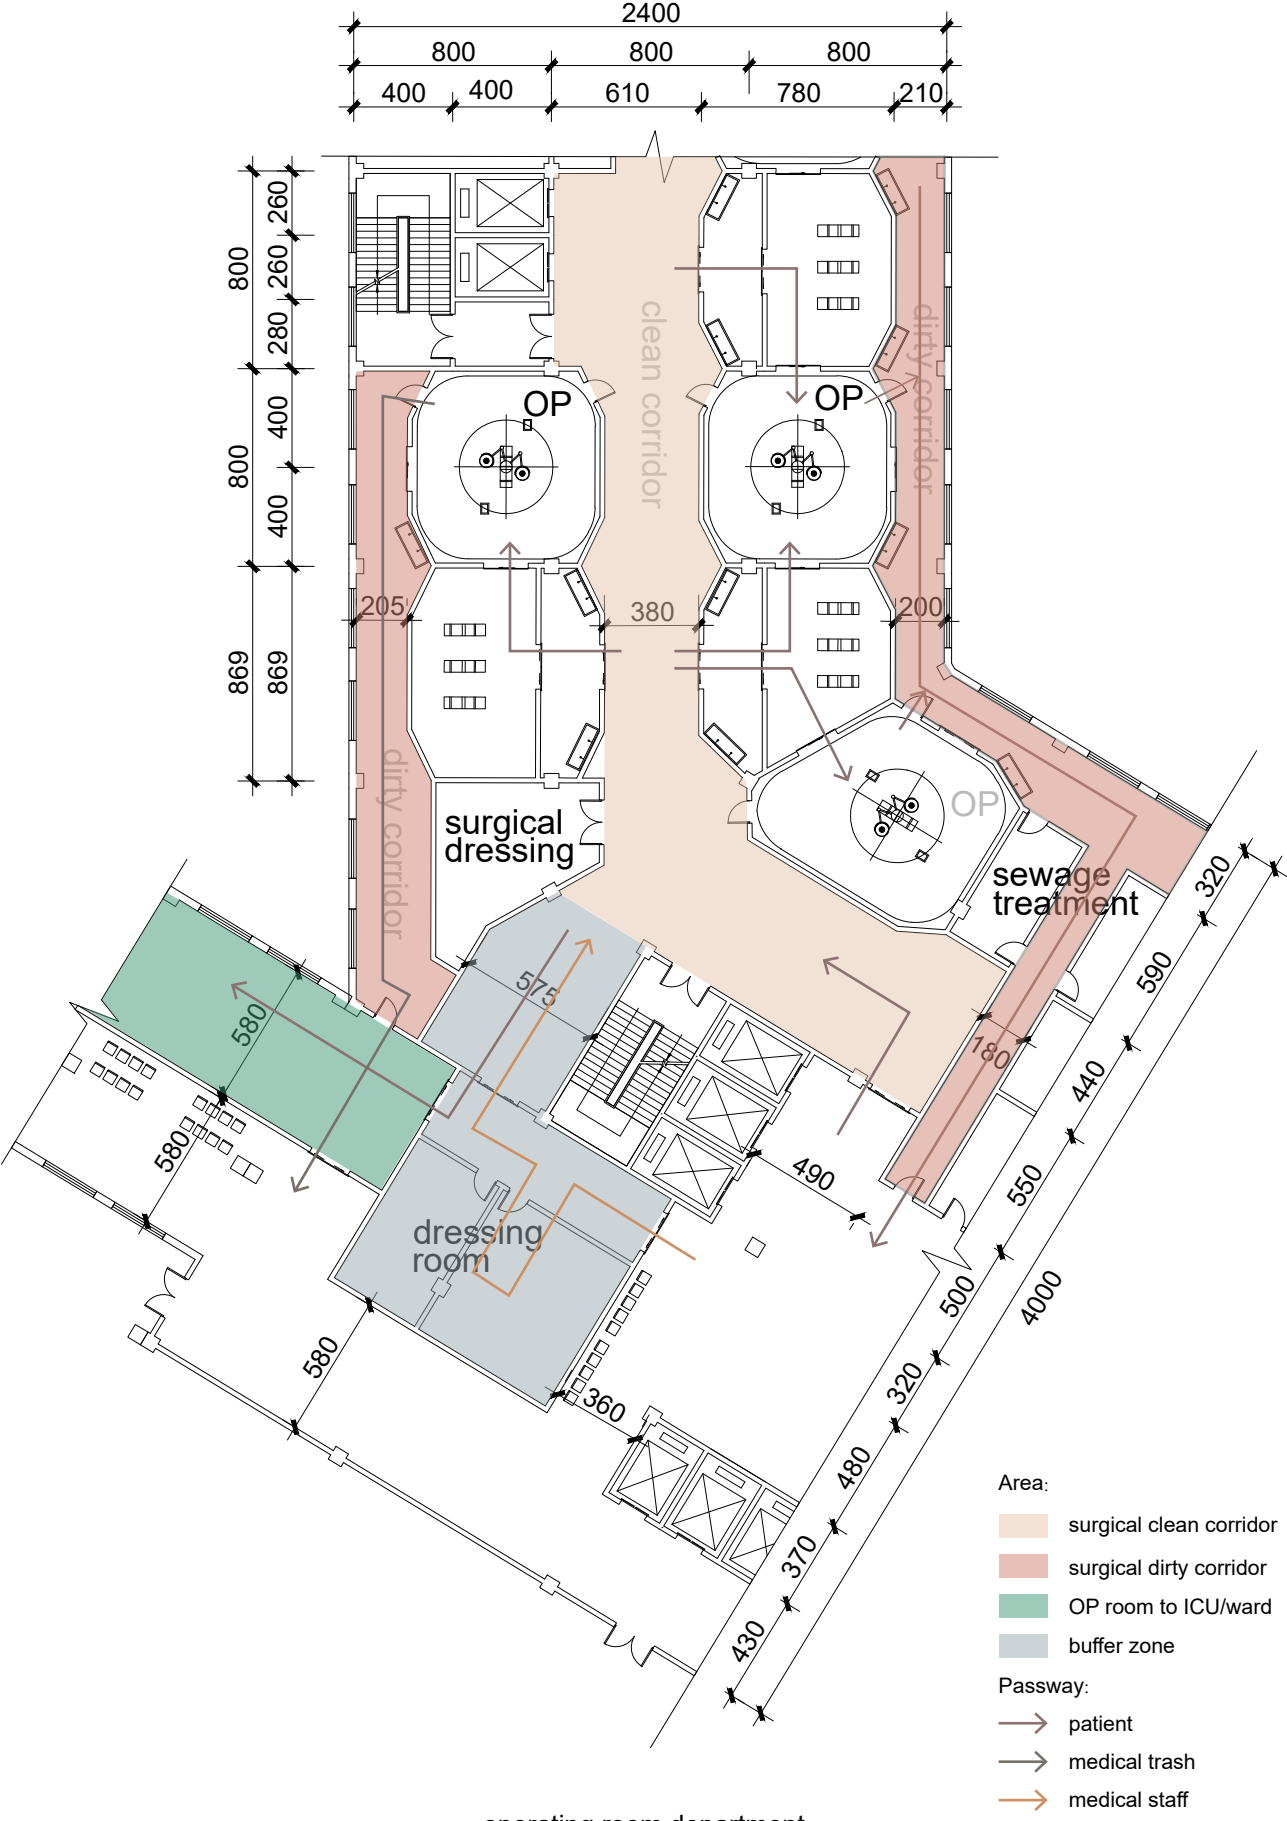 2400
800 800 800
400 400 610 780 210
260
260
280
800
400
400
800
869
869
clean corridor
dirty corridor
OP
OP
205
380
200
dirty corridor
surgical
dressing
OP
sewage
treatment
575
580
180
580
490
dressing
room
580
360
320
590
440
550
500
320
480
370
430
4000
Area:
surgical clean corridor
surgical dirty corridor
OP room to ICU/ward
buffer zone
Passway:
patient
medical trash
medical staff
operating room department